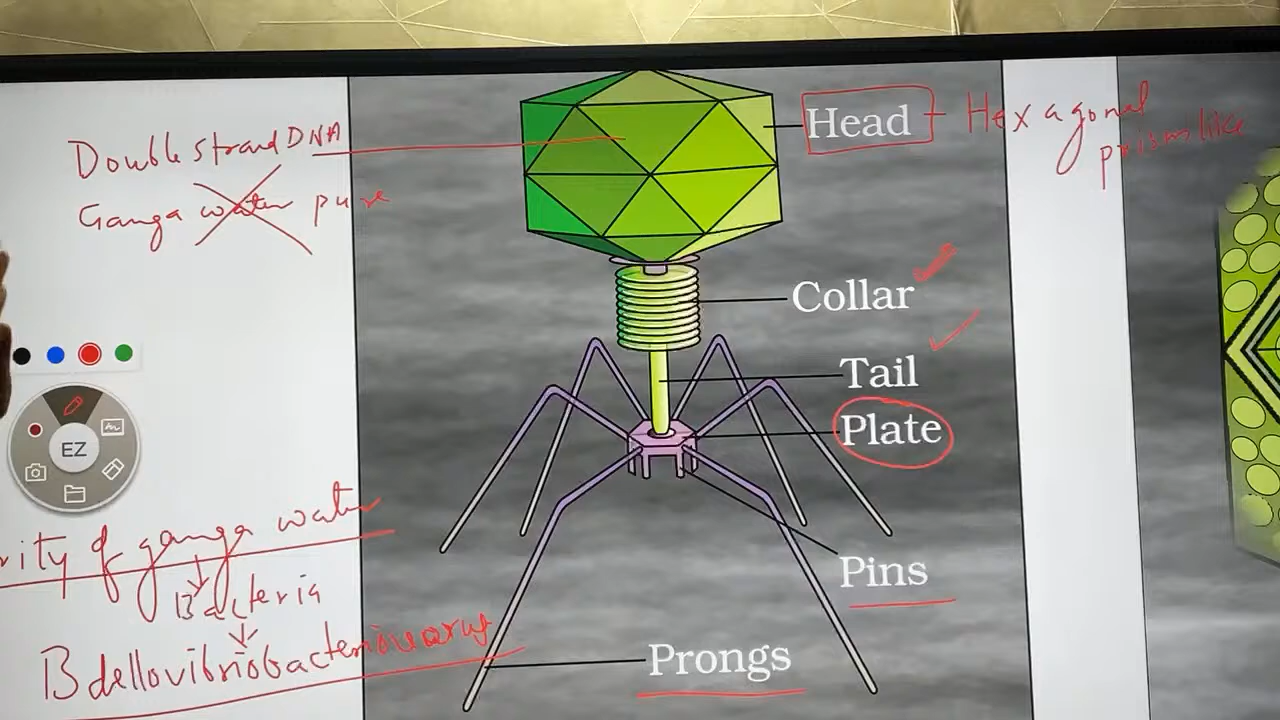 Double strand DNA
Ganga water pure
Head - Hexagonal
prism like
Collar
Tail
Plate
EZ
rity of ganga water
Bacteria
Pins
Bdellovibriobacteriovorus
Prongs